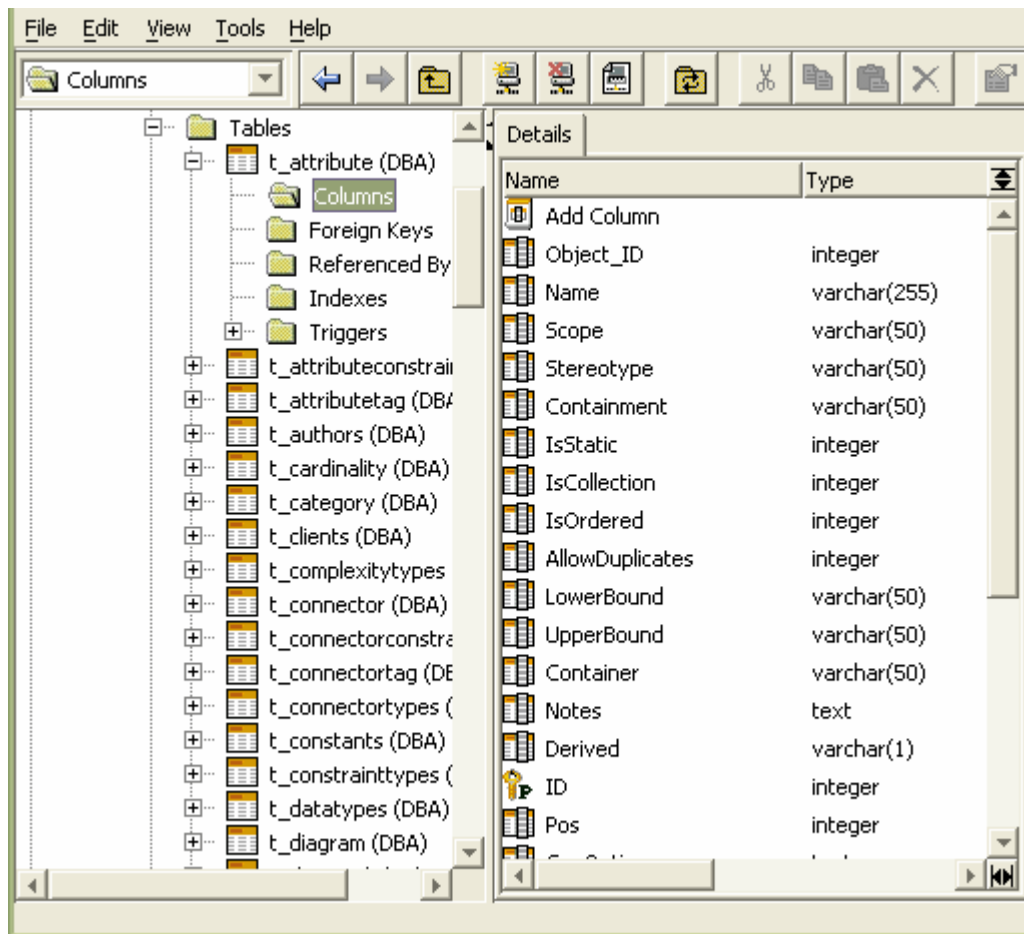 File Edit View Tools Help
Columns
Tables
t_attribute (DBA)
Columns
Foreign Keys
Referenced By
Indexes
Triggers
t_attributeconstrai
t_attributetag (DBA
t_authors (DBA)
t_cardinality (DBA)
t_category (DBA)
t_clients (DBA)
t_complexitytypes
t_connector (DBA)
t_connectorconstra
t_connectortag (DB
t_connectortypes (
t_constants (DBA)
t_constrainttypes (
t_datatypes (DBA)
t_diagram (DBA)
Details
Name Type
Add Column
Object_ID integer
Name varchar(255)
Scope varchar(50)
Stereotype varchar(50)
Containment varchar(50)
IsStatic integer
IsCollection integer
IsOrdered integer
AllowDuplicates integer
LowerBound varchar(50)
UpperBound varchar(50)
Container varchar(50)
Notes text
Derived varchar(1)
ID integer
Pos integer